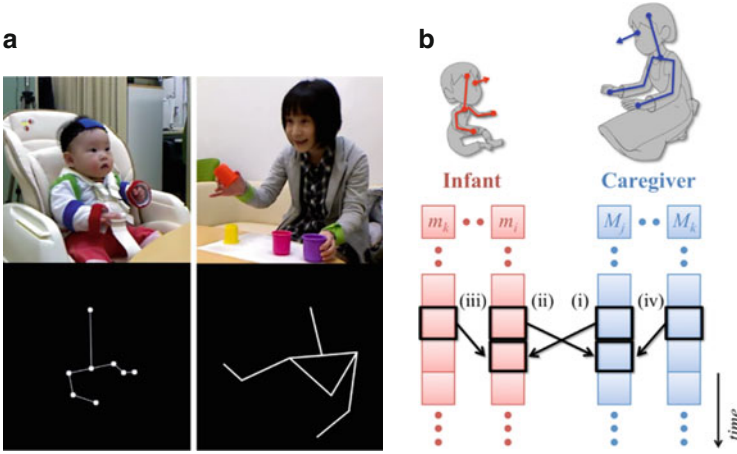 a
b
Infant
Caregiver
m_k m_i M_j M_k
(iii) (ii) (i) (iv)
time